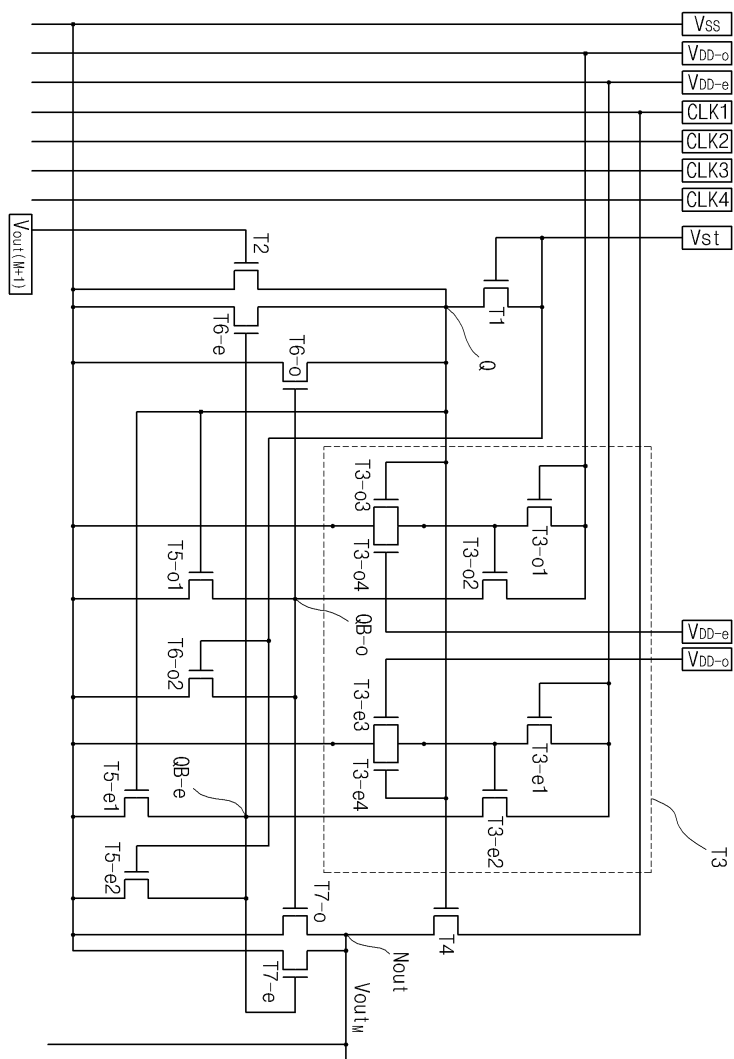 VSS
VDD-o
VDD-e
CLK1
CLK2
CLK3
CLK4
Vst
Vout(M+1)
T2
T1
T6-e
T6-o
Q
T3-o3
T3-o1
T3-o4
T3-o2
T5-o1
QB-o
VDD-e
VDD-o
T6-o2
T3-e3
T3-e1
T3-e4
T3-e2
T5-e1
QB-e
T3
T5-e2
T7-o
T4
T7-e
Nout
VoutM